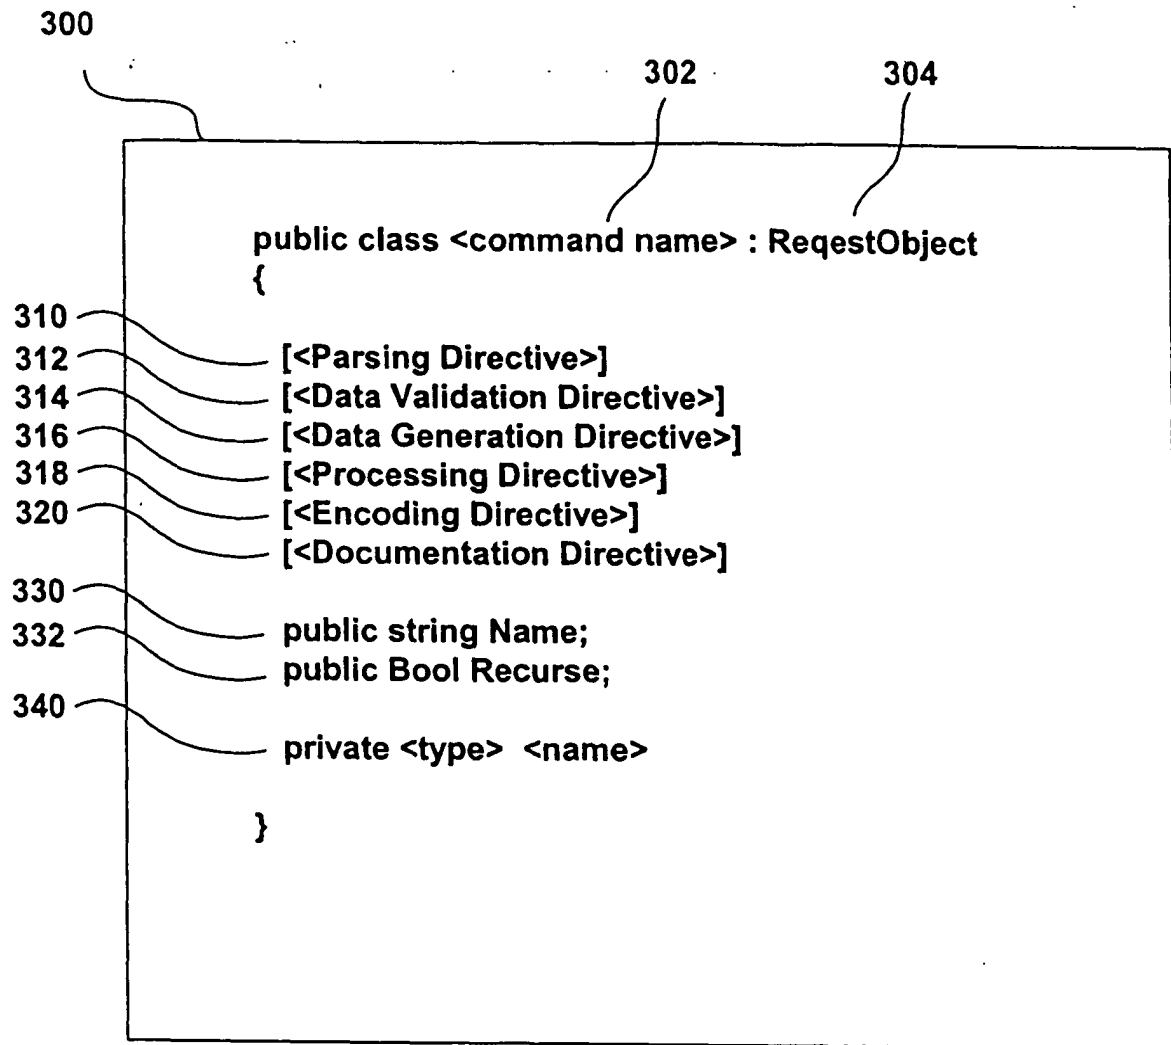 300
302 304
public class <command name> : ReqestObject
{
310 [<Parsing Directive>]
312 [<Data Validation Directive>]
314 [<Data Generation Directive>]
316 [<Processing Directive>]
318 [<Encoding Directive>]
320 [<Documentation Directive>]
330 public string Name;
332 public Bool Recurse;
340 private <type> <name>
}